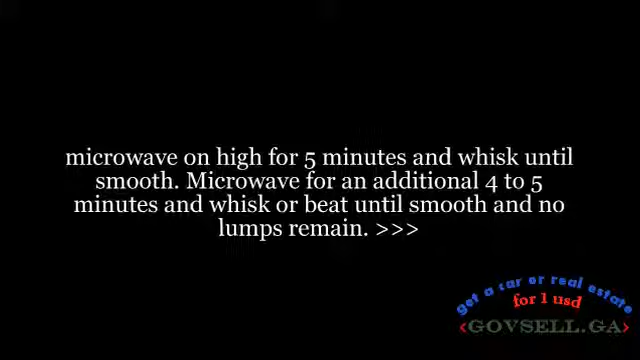 microwave on high for 5 minutes and whisk until
smooth. Microwave for an additional 4 to 5
minutes and whisk or beat until smooth and no
lumps remain. >>>
get a car or real estate
for 1 usd
<GOVSELL.GA>